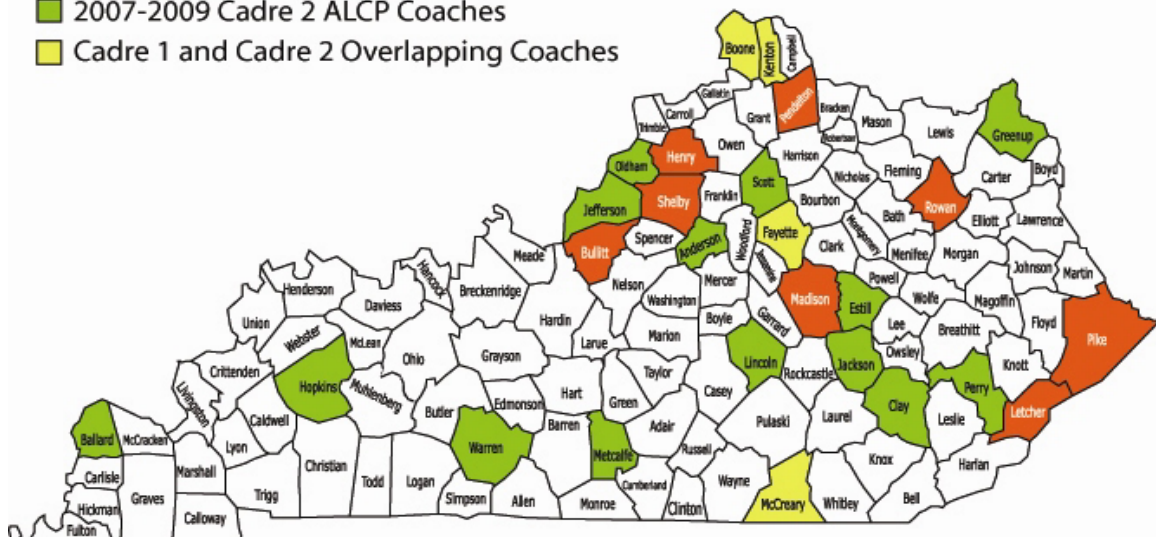 2007-2009 Cadre 2 ALCP Coaches
Cadre 1 and Cadre 2 Overlapping Coaches
Boone
Kenton
Campbell
Gallatin
Carroll
Trimble
Grant
Pendelton
Bracken
Robertson
Mason
Lewis
Greenup
Owen
Henry
Oldham
Harrison
Nicholas
Fleming
Carter
Boyd
Scott
Franklin
Shelby
Jefferson
Bourbon
Bath
Rowan
Elliott
Lawrence
Fayette
Woodford
Anderson
Spencer
Bullitt
Clark
Montgomery
Menifee
Morgan
Johnson
Martin
Meade
Hancock
Breckenridge
Nelson
Washington
Mercer
Jessamine
Madison
Powell
Estill
Wolfe
Magoffin
Floyd
Pike
Henderson
Daviess
Union
Webster
McLean
Ohio
Hardin
Larue
Marion
Boyle
Garrard
Lee
Owsley
Breathitt
Knott
Crittenden
Livingston
Hopkins
Muhlenberg
Grayson
Taylor
Hart
Green
Casey
Lincoln
Rockcastle
Jackson
Clay
Perry
Leslie
Letcher
Caldwell
Lyon
Butler
Edmonson
Barren
Adair
Pulaski
Laurel
Ballard
McCracken
Carlisle
Marshall
Christian
Todd
Logan
Warren
Metcalfe
Russell
Knox
Harlan
Hickman
Fulton
Graves
Calloway
Trigg
Simpson
Allen
Monroe
Cumberland
Clinton
Wayne
McCreary
Whitley
Bell